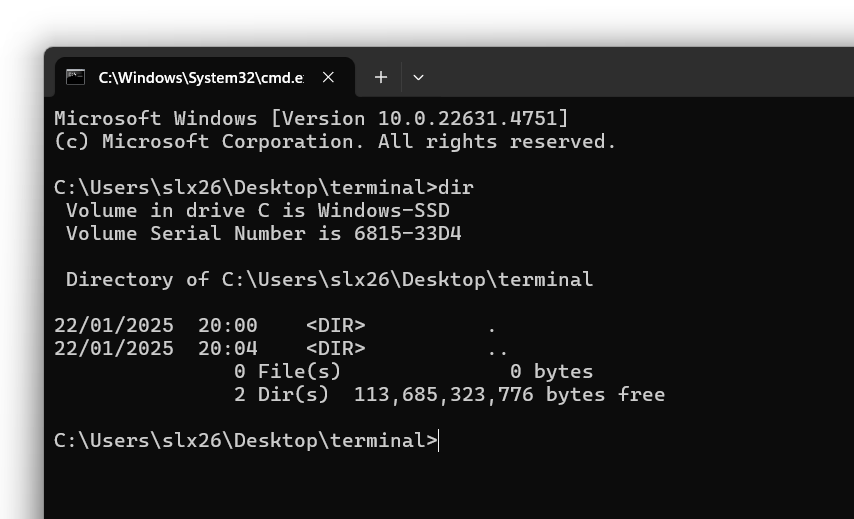 C:\Windows\System32\cmd.e
Microsoft Windows [Version 10.0.22631.4751]
(c) Microsoft Corporation. All rights reserved.
C:\Users\slx26\Desktop\terminal>dir
 Volume in drive C is Windows-SSD
 Volume Serial Number is 6815-33D4
 Directory of C:\Users\slx26\Desktop\terminal
22/01/2025  20:00    <DIR>          .
22/01/2025  20:04    <DIR>          ..
               0 File(s)              0 bytes
               2 Dir(s)  113,685,323,776 bytes free
C:\Users\slx26\Desktop\terminal>